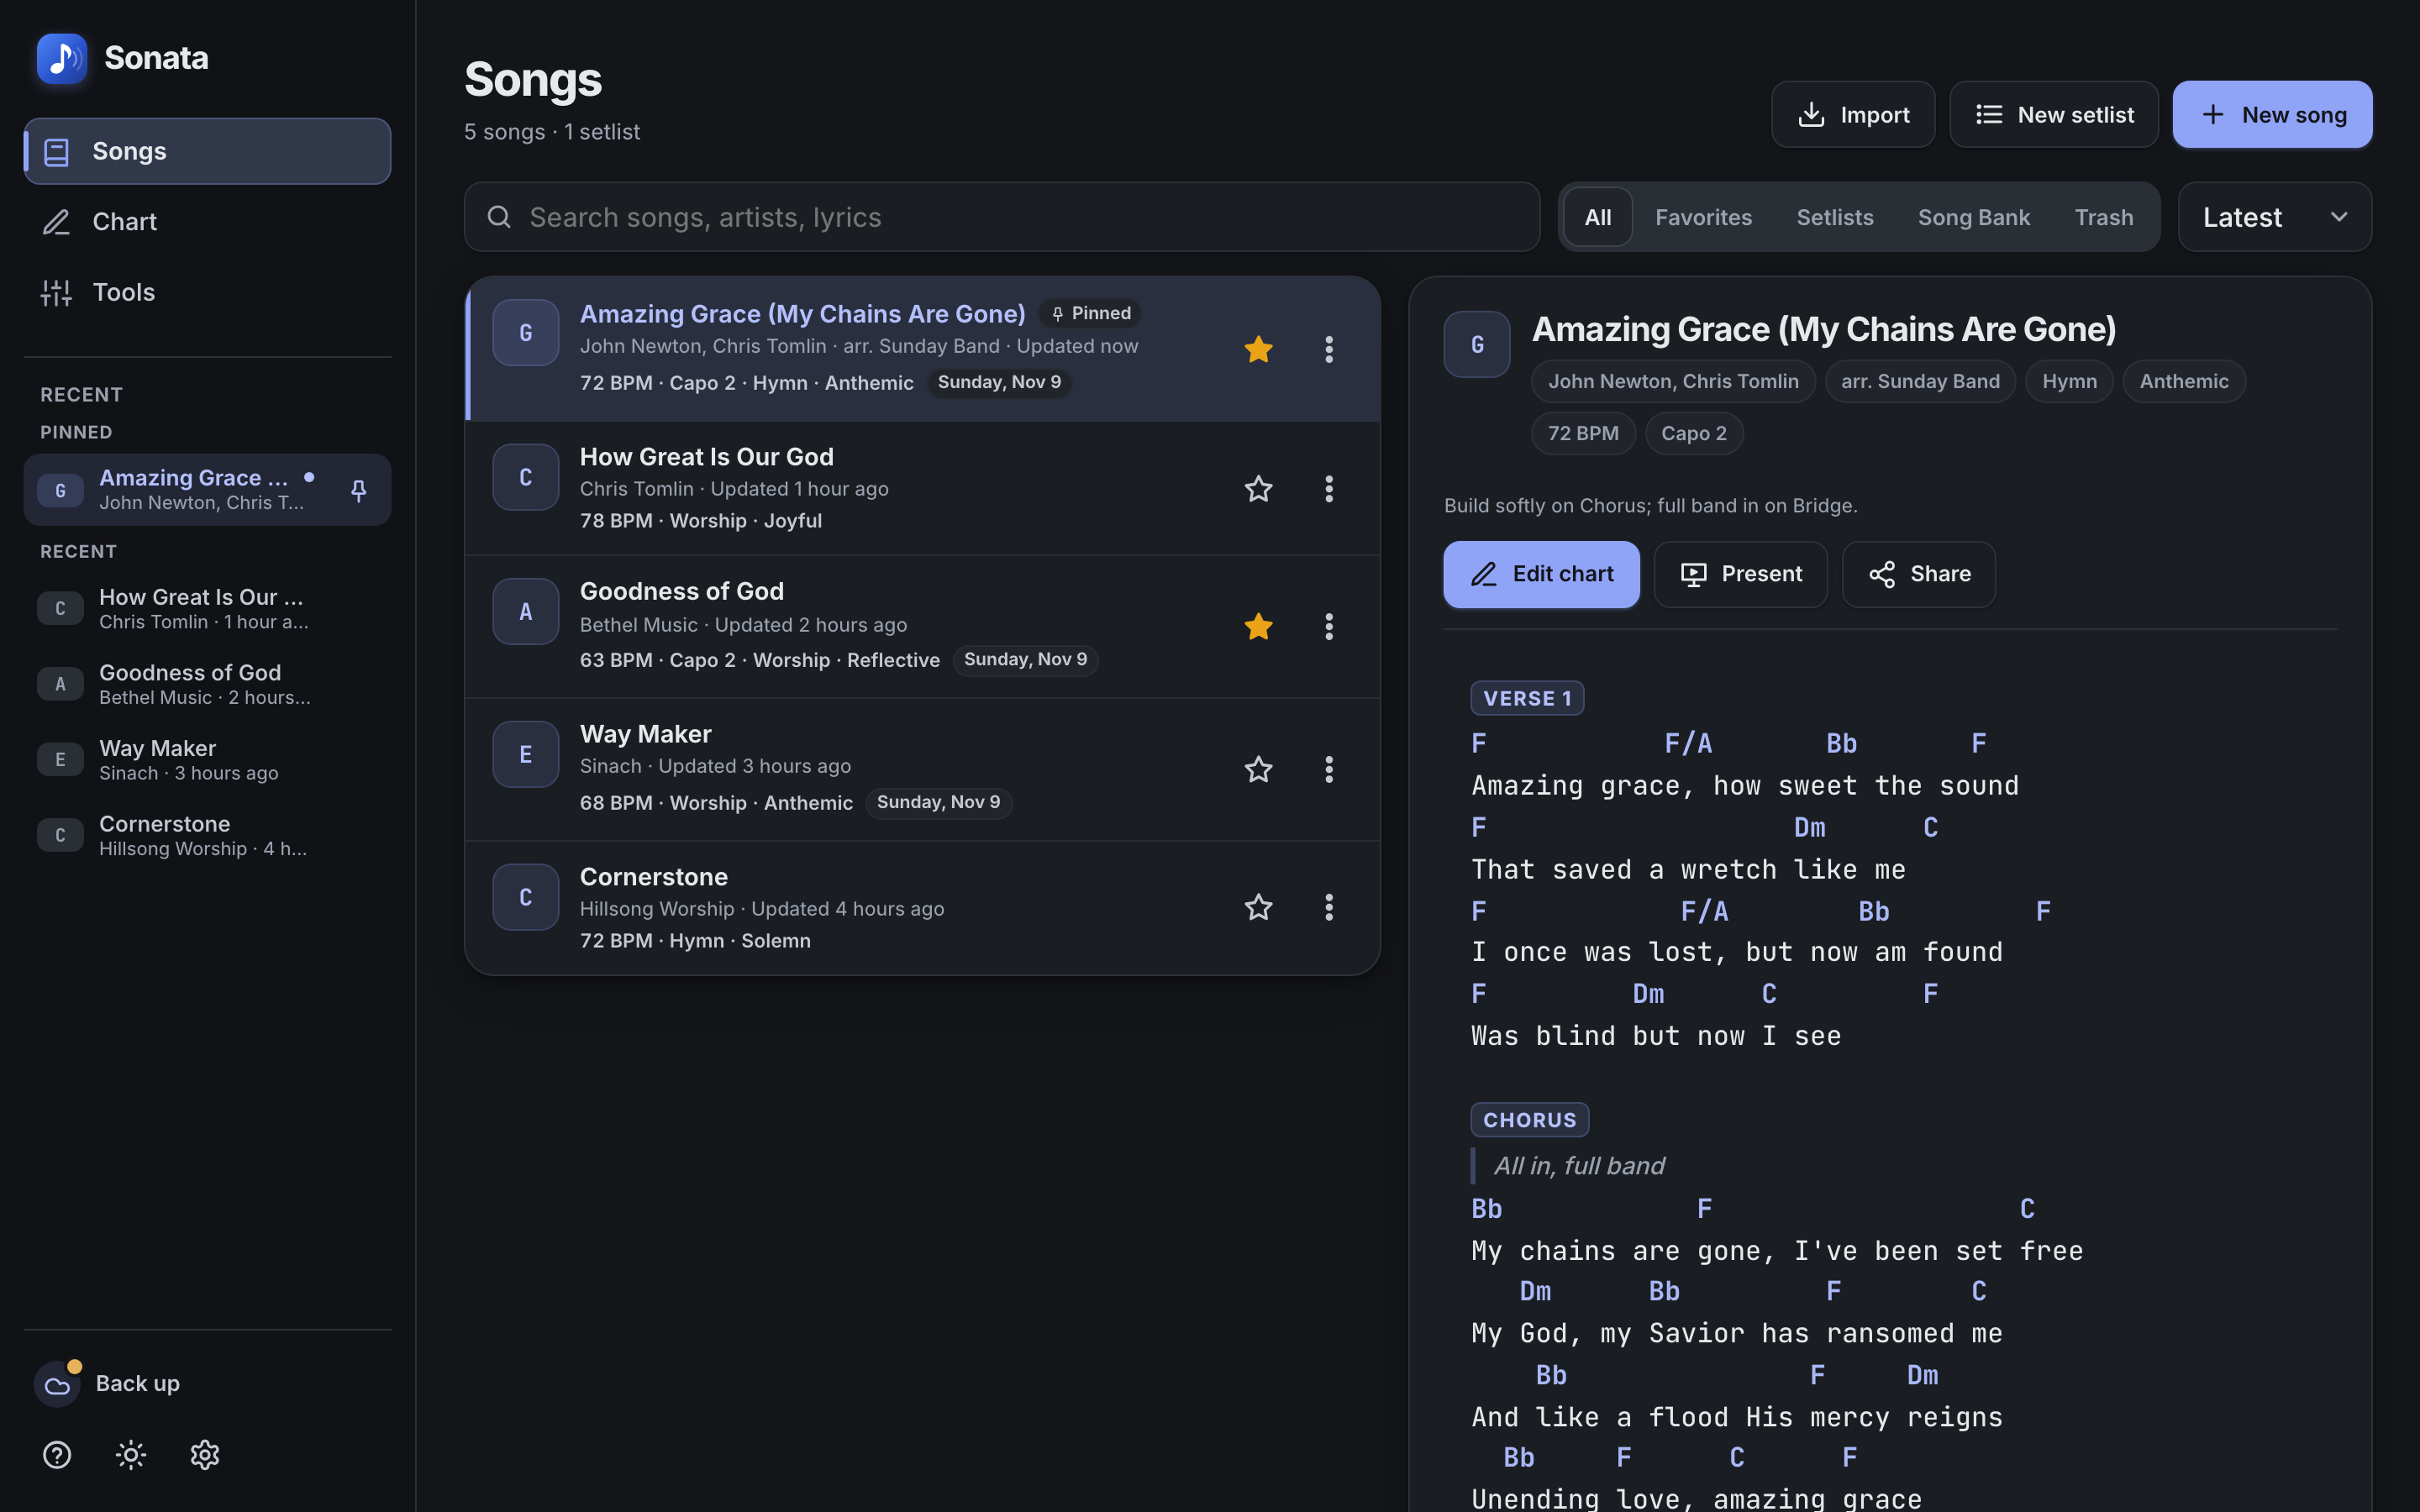 Sonata
Songs
Chart
Tools
RECENT
PINNED
G
Amazing Grace ...
John Newton, Chris T...
RECENT
C
How Great Is Our ...
Chris Tomlin · 1 hour a...
A
Goodness of God
Bethel Music · 2 hours...
E
Way Maker
Sinach · 3 hours ago
C
Cornerstone
Hillsong Worship · 4 h...
Back up
Songs
5 songs · 1 setlist
Import
New setlist
New song
Search songs, artists, lyrics
All Favorites Setlists Song Bank Trash
Latest
G
Amazing Grace (My Chains Are Gone) Pinned
John Newton, Chris Tomlin · arr. Sunday Band · Updated now
72 BPM · Capo 2 · Hymn · Anthemic Sunday, Nov 9
C
How Great Is Our God
Chris Tomlin · Updated 1 hour ago
78 BPM · Worship · Joyful
A
Goodness of God
Bethel Music · Updated 2 hours ago
63 BPM · Capo 2 · Worship · Reflective Sunday, Nov 9
E
Way Maker
Sinach · Updated 3 hours ago
68 BPM · Worship · Anthemic Sunday, Nov 9
C
Cornerstone
Hillsong Worship · Updated 4 hours ago
72 BPM · Hymn · Solemn
G
Amazing Grace (My Chains Are Gone)
John Newton, Chris Tomlin arr. Sunday Band Hymn Anthemic
72 BPM Capo 2
Build softly on Chorus; full band in on Bridge.
Edit chart Present Share
VERSE 1
F F/A Bb F
Amazing grace, how sweet the sound
F Dm C
That saved a wretch like me
F F/A Bb F
I once was lost, but now am found
F Dm C F
Was blind but now I see
CHORUS
All in, full band
Bb F C
My chains are gone, I've been set free
Dm Bb F C
My God, my Savior has ransomed me
Bb F Dm
And like a flood His mercy reigns
Bb F C F
Unending love, amazing grace